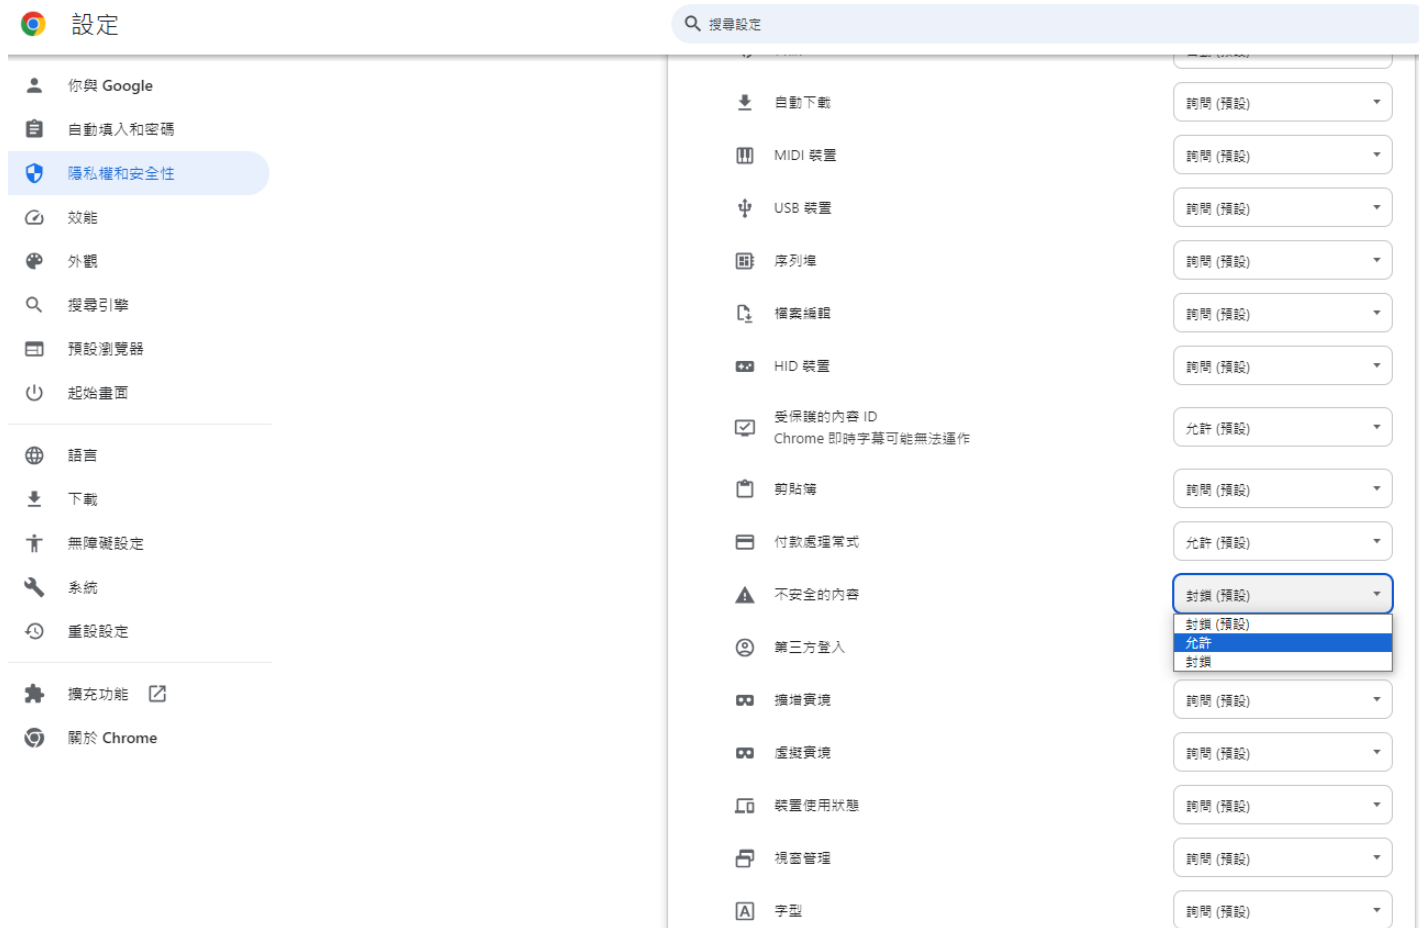 設定
搜尋設定
你與 Google
自動填入和密碼
隱私權和安全性
效能
外觀
搜尋引擎
預設瀏覽器
起始畫面
語言
下載
無障礙設定
系統
重設設定
擴充功能
關於 Chrome
自動下載
詢問 (預設)
MIDI 裝置
詢問 (預設)
USB 裝置
詢問 (預設)
序列埠
詢問 (預設)
檔案編輯
詢問 (預設)
HID 裝置
詢問 (預設)
受保護的內容 ID
Chrome 即時字幕可能無法運作
允許 (預設)
剪貼簿
詢問 (預設)
付款處理常式
允許 (預設)
不安全的內容
封鎖 (預設)
封鎖 (預設)
允許
封鎖
第三方登入
擴增實境
詢問 (預設)
虛擬實境
詢問 (預設)
裝置使用狀態
詢問 (預設)
視窗管理
詢問 (預設)
字型
詢問 (預設)